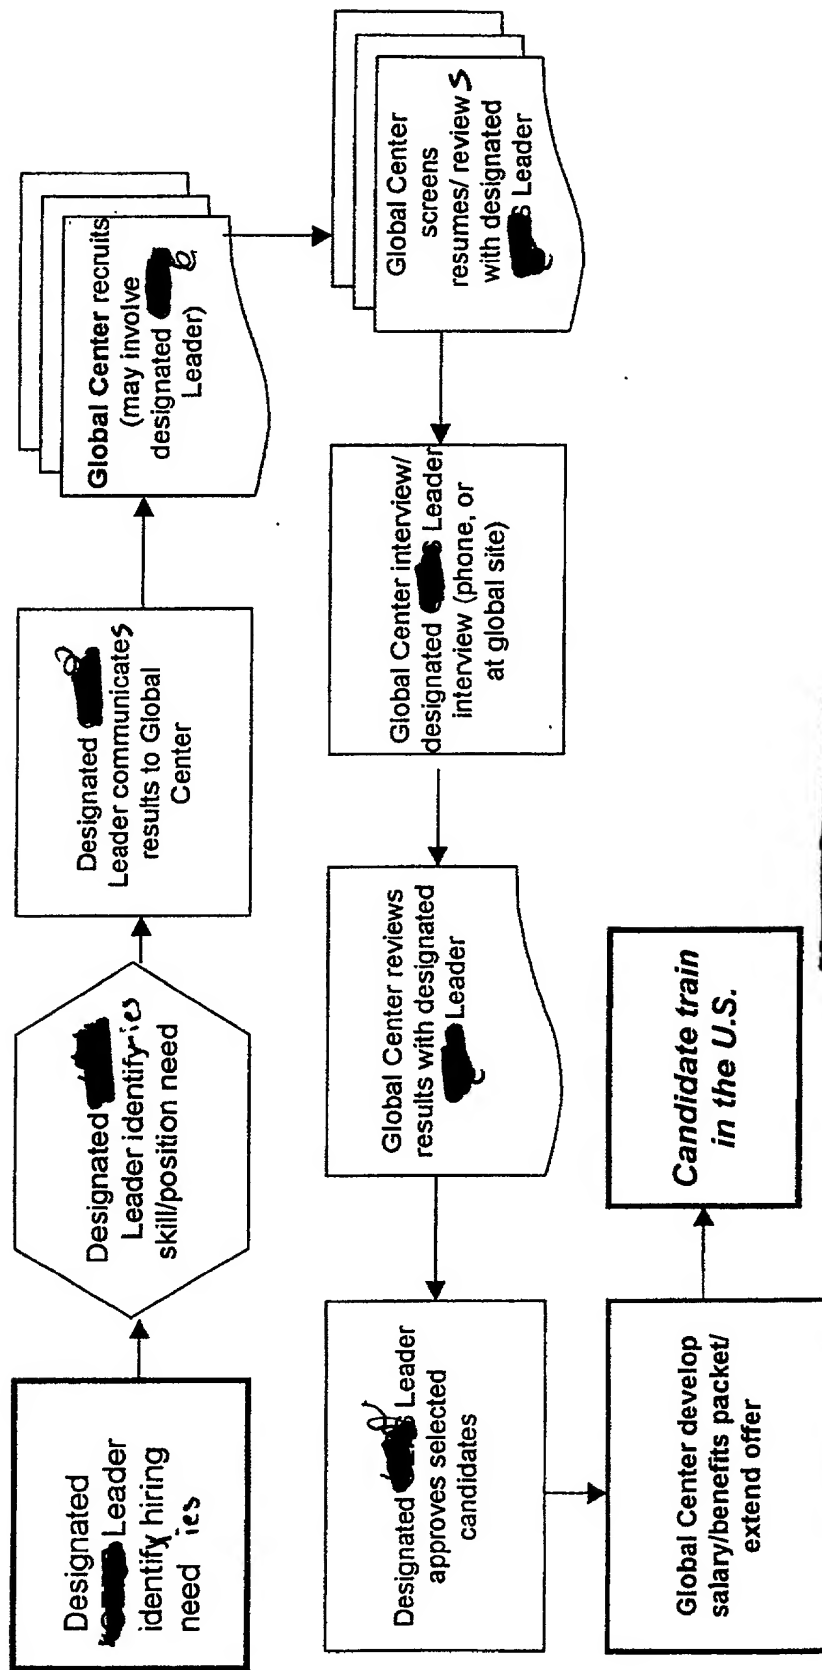 Designated
Leader
identify hiring
need ies
Designated
Leader identify-ies
skill/position need
Designated
Leader communicates
results to Global
Center
Global Center recruits
(may involve
designated
Leader)
Global Center
screens
resumes/ reviews
with designated
Leader
Global Center interview/
designated Leader
interview (phone, or
at global site)
Global Center reviews
results with designated
Leader
Designated Leader
approves selected
candidates
Global Center develop
salary/benefits packet/
extend offer
Candidate train
in the U.S.